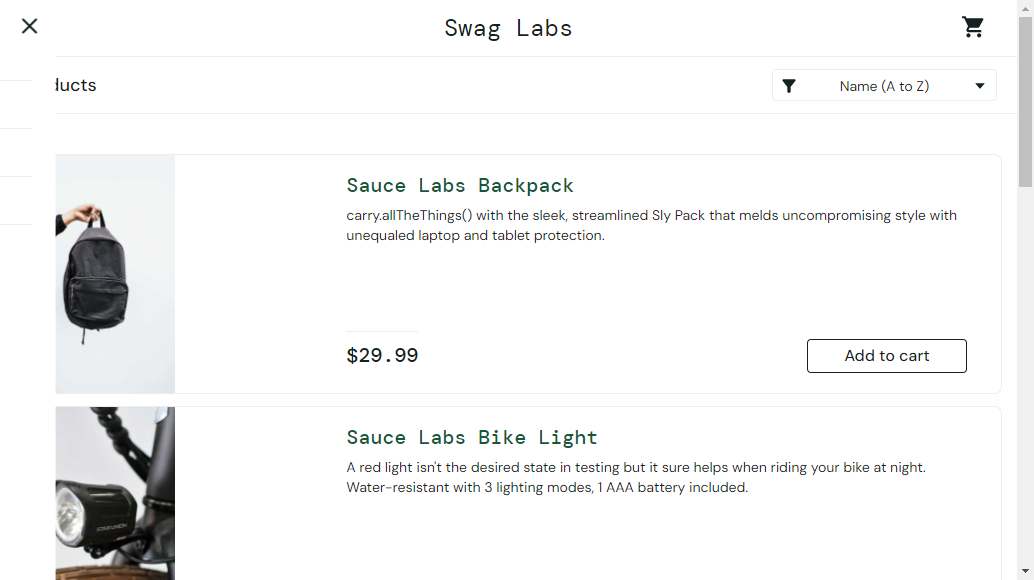 Swag Labs
ducts
Name (A to Z)
Sauce Labs Backpack
carry.allTheThings() with the sleek, streamlined Sly Pack that melds uncompromising style with
unequaled laptop and tablet protection.
$29.99
Add to cart
Sauce Labs Bike Light
A red light isn't the desired state in testing but it sure helps when riding your bike at night.
Water-resistant with 3 lighting modes, 1 AAA battery included.